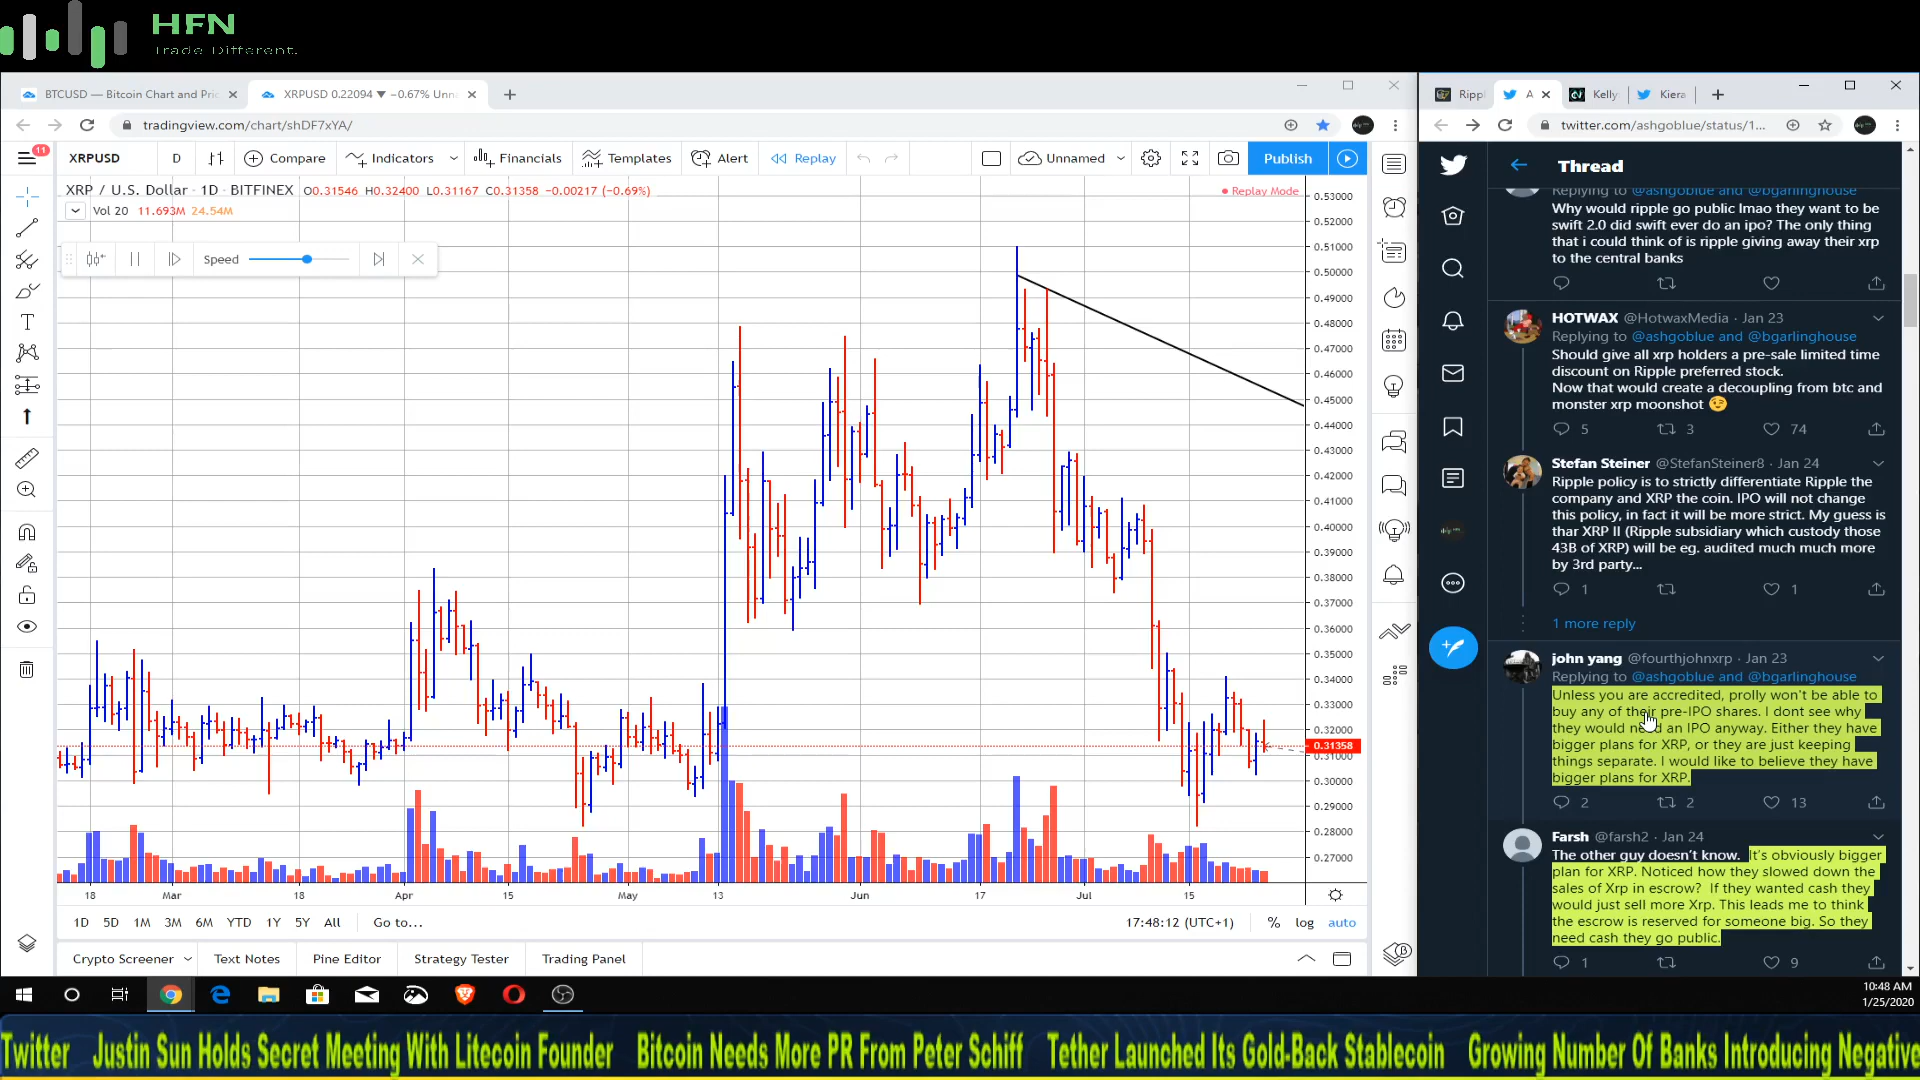 HFN
Trade Different.
BTCUSD — Bitcoin Chart and Pric
XRPUSD 0.22094 ▼ −0.67% Unna
tradingview.com/chart/shDF7xYA/
11
XRPUSD
D
Compare
Indicators
Financials
Templates
Alert
Replay
Unnamed
Publish
XRP / U.S. Dollar · 1D · BITFINEX O0.31546 H0.32400 L0.31167 C0.31358 −0.00217 (−0.69%)
Replay Mode
Vol 20 11.693M 24.54M
Speed
0.53000
0.52000
0.51000
0.50000
0.49000
0.48000
0.47000
0.46000
0.45000
0.44000
0.43000
0.42000
0.41000
0.40000
0.39000
0.38000
0.37000
0.36000
0.35000
0.34000
0.33000
0.32000
0.31358
0.31000
0.30000
0.29000
0.28000
0.27000
18 Mar 18 Apr 15 May 13 Jun 17 Jul 15
1D 5D 1M 3M 6M YTD 1Y 5Y All Go to...
17:48:12 (UTC+1) % log auto
Crypto Screener Text Notes Pine Editor Strategy Tester Trading Panel
Rippl
A
Kelly
Kiera
twitter.com/ashgoblue/status/1...
Thread
Replying to @ashgoblue and @bgarlinghouse
Why would ripple go public lmao they want to be
swift 2.0 did swift ever do an ipo? The only thing
that i could think of is ripple giving away their xrp
to the central banks
HOTWAX @HotwaxMedia · Jan 23
Replying to @ashgoblue and @bgarlinghouse
Should give all xrp holders a pre-sale limited time
discount on Ripple preferred stock.
Now that would create a decoupling from btc and
monster xrp moonshot 😉
5 3 74
Stefan Steiner @StefanSteiner8 · Jan 24
Ripple policy is to strictly differentiate Ripple the
company and XRP the coin. IPO will not change
this policy, in fact it will be more strict. My guess is
thar XRP II (Ripple subsidiary which custody those
43B of XRP) will be eg. audited much much more
by 3rd party...
1 1
1 more reply
john yang @fourthjohnxrp · Jan 23
Replying to @ashgoblue and @bgarlinghouse
Unless you are accredited, prolly won't be able to
buy any of their pre-IPO shares. I dont see why
they would need an IPO anyway. Either they have
bigger plans for XRP, or they are just keeping
things separate. I would like to believe they have
bigger plans for XRP.
2 2 13
Farsh @farsh2 · Jan 24
The other guy doesn't know. It's obviously bigger
plan for XRP. Noticed how they slowed down the
sales of Xrp in escrow? If they wanted cash they
would just sell more Xrp. This leads me to think
the escrow is reserved for someone big. So they
need cash they go public.
1 9
10:48 AM
1/25/2020
Twitter Justin Sun Holds Secret Meeting With Litecoin Founder Bitcoin Needs More PR From Peter Schiff Tether Launched Its Gold-Back Stablecoin Growing Number Of Banks Introducing Negative